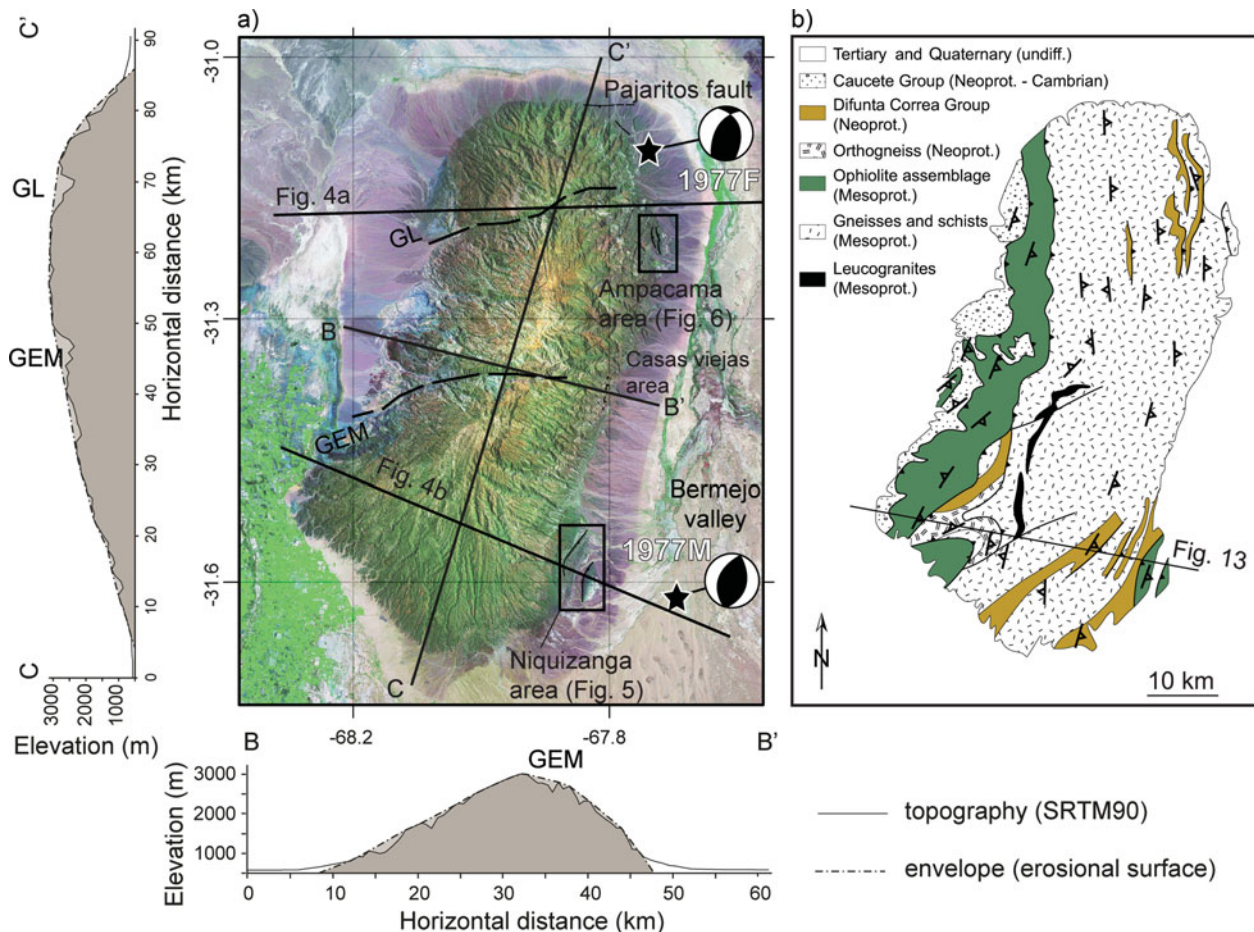 a)
b)
C'
90
80
70
60
50
40
30
20
10
0
Horizontal distance (km)
GL
GEM
C
3000
2000
1000
Elevation (m)
-31.0
-31.3
-31.6
-68.2
-67.8
C'
Pajaritos fault
1977F
Fig. 4a
GL
Ampacama
area (Fig. 6)
B
Casas viejas
area
B'
GEM
Fig. 4b
Bermejo
valley
1977M
C
Niquizanga
area (Fig. 5)
Tertiary and Quaternary (undiff.)
Caucete Group (Neoprot. - Cambrian)
Difunta Correa Group
(Neoprot.)
Orthogneiss (Neoprot.)
Ophiolite assemblage
(Mesoprot.)
Gneisses and schists
(Mesoprot.)
Leucogranites
(Mesoprot.)
Fig. 13
N
10 km
B
GEM
B'
3000
2000
1000
Elevation (m)
0
10
20
30
40
50
60
Horizontal distance (km)
topography (SRTM90)
envelope (erosional surface)